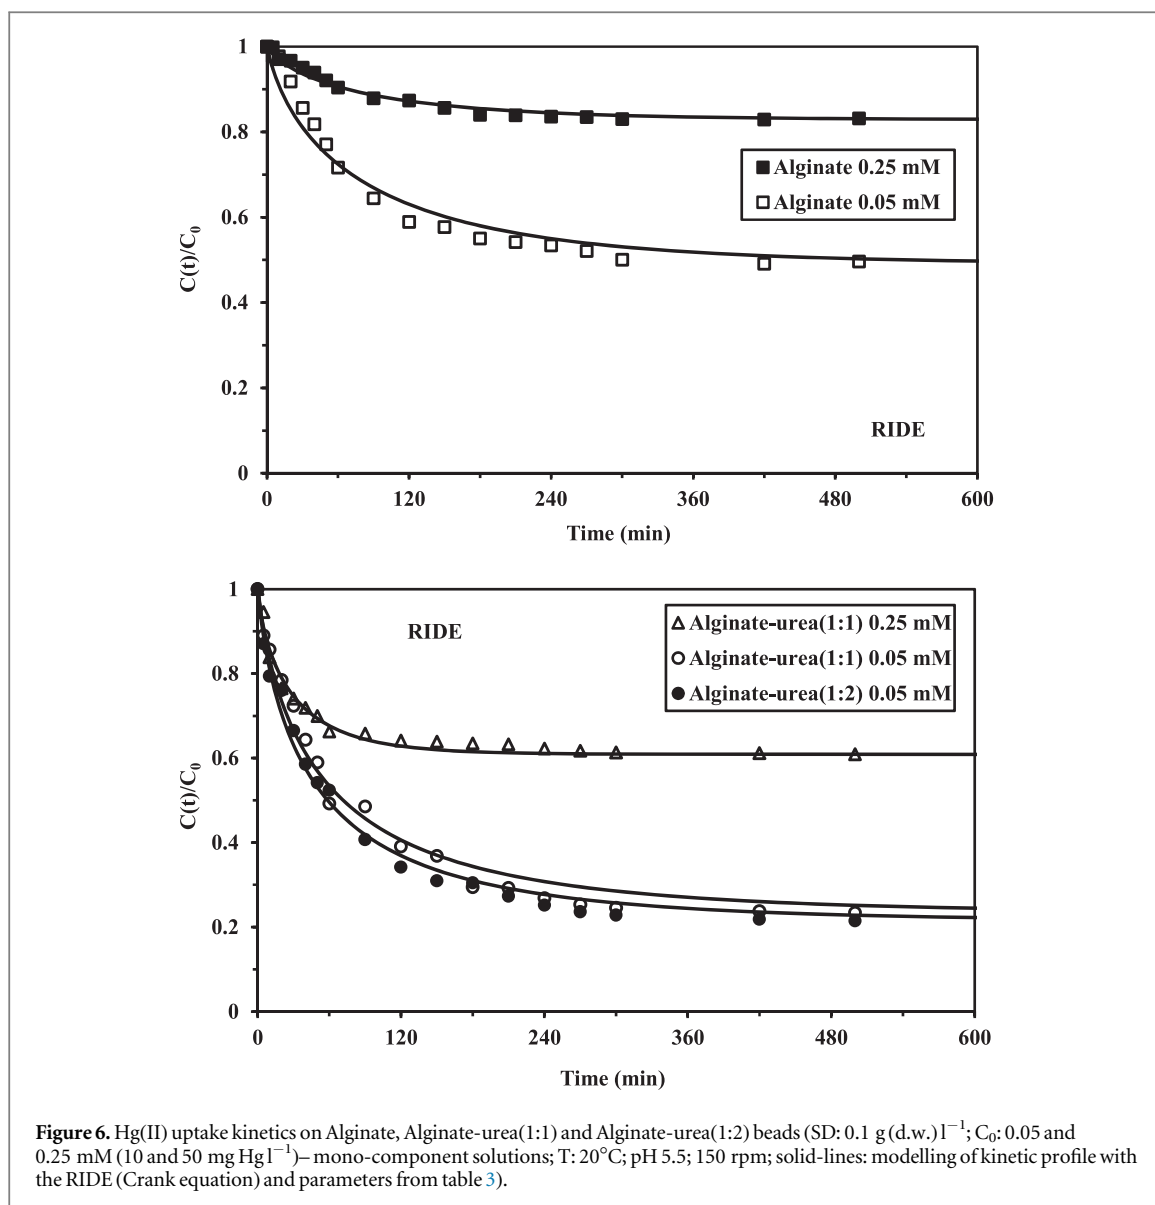 1
0.8
0.6
0.4
0.2
0
C(t)/C₀
Alginate 0.25 mM
Alginate 0.05 mM
RIDE
0 120 240 360 480 600
Time (min)
1
0.8
0.6
0.4
0.2
0
C(t)/C₀
RIDE
Alginate-urea(1:1) 0.25 mM
Alginate-urea(1:1) 0.05 mM
Alginate-urea(1:2) 0.05 mM
0 120 240 360 480 600
Time (min)
Figure 6. Hg(II) uptake kinetics on Alginate, Alginate-urea(1:1) and Alginate-urea(1:2) beads (SD: 0.1 g (d.w.) l⁻¹; C₀: 0.05 and
0.25 mM (10 and 50 mg Hg l⁻¹)– mono-component solutions; T: 20°C; pH 5.5; 150 rpm; solid-lines: modelling of kinetic profile with
the RIDE (Crank equation) and parameters from table 3).